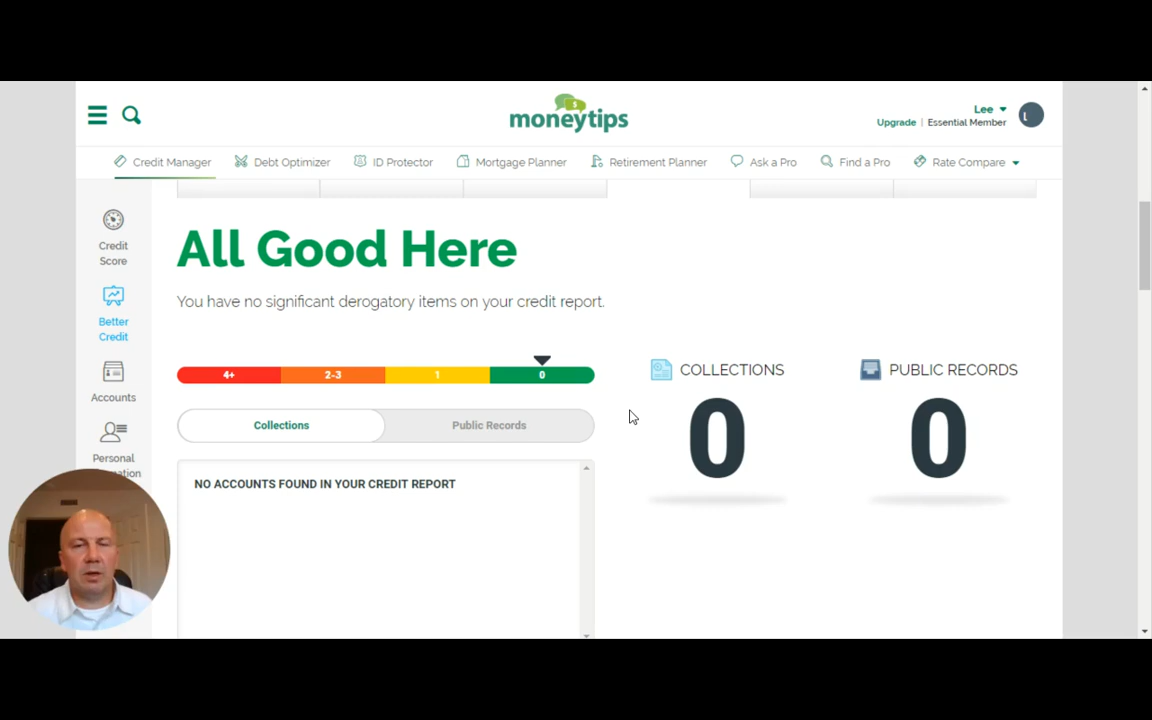 moneytips
Lee
Upgrade | Essential Member
L
Credit Manager Debt Optimizer ID Protector Mortgage Planner Retirement Planner Ask a Pro Find a Pro Rate Compare
Credit
Score
Better
Credit
Accounts
Personal
All Good Here
You have no significant derogatory items on your credit report.
4+ 2-3 1 0
Collections Public Records
NO ACCOUNTS FOUND IN YOUR CREDIT REPORT
COLLECTIONS
0
PUBLIC RECORDS
0